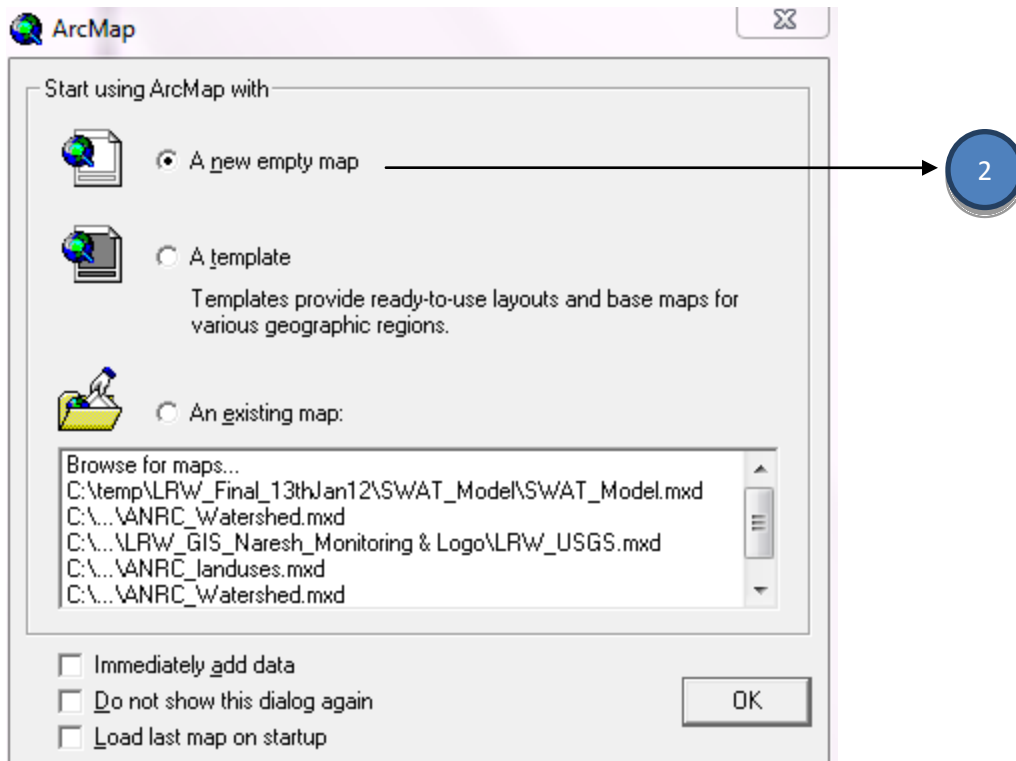 ArcMap
Start using ArcMap with
A new empty map
2
A template
Templates provide ready-to-use layouts and base maps for
various geographic regions.
An existing map:
Browse for maps...
C:\temp\LRW_Final_13thJan12\SWAT_Model\SWAT_Model.mxd
C:\...\ANRC_Watershed.mxd
C:\...\LRW_GIS_Naresh_Monitoring & Logo\LRW_USGS.mxd
C:\...\ANRC_landuses.mxd
C:\...\ANRC_Watershed.mxd
Immediately add data
Do not show this dialog again
OK
Load last map on startup